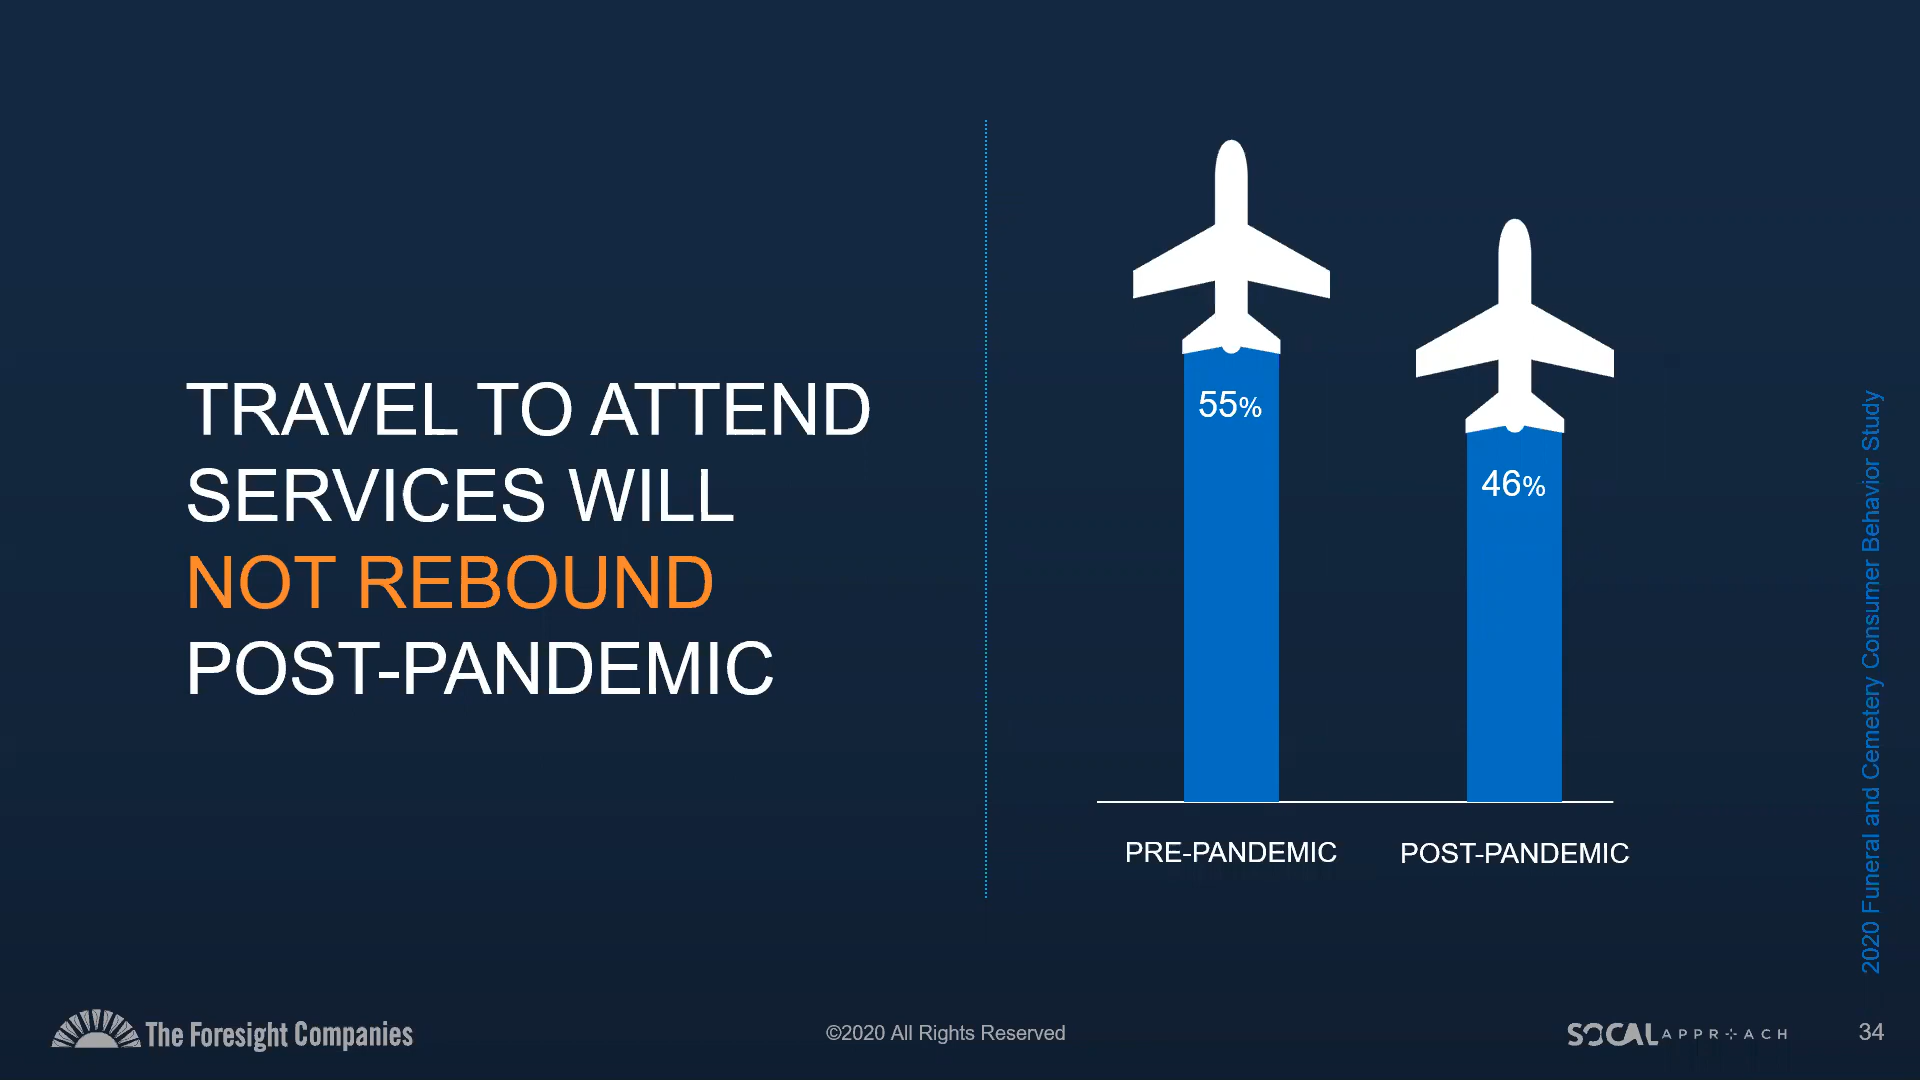 TRAVEL TO ATTEND
SERVICES WILL
NOT REBOUND
POST-PANDEMIC
55%
46%
PRE-PANDEMIC
POST-PANDEMIC
2020 Funeral and Cemetery Consumer Behavior Study
The Foresight Companies
©2020 All Rights Reserved
SOCAL APPROACH
34